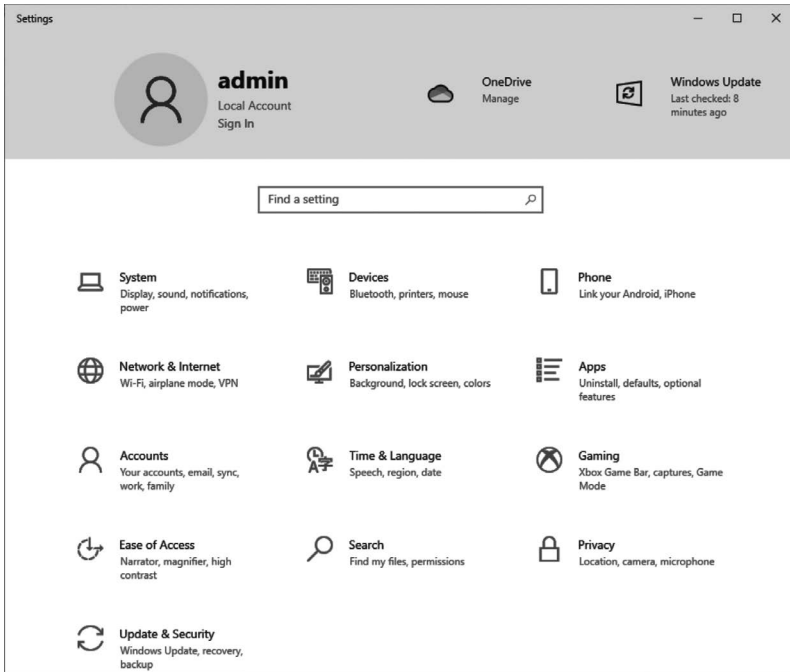 Settings
admin
Local Account
Sign In
OneDrive
Manage
Windows Update
Last checked: 8
minutes ago
Find a setting
System
Display, sound, notifications,
power
Devices
Bluetooth, printers, mouse
Phone
Link your Android, iPhone
Network & Internet
Wi-Fi, airplane mode, VPN
Personalization
Background, lock screen, colors
Apps
Uninstall, defaults, optional
features
Accounts
Your accounts, email, sync,
work, family
Time & Language
Speech, region, date
Gaming
Xbox Game Bar, captures, Game
Mode
Ease of Access
Narrator, magnifier, high
contrast
Search
Find my files, permissions
Privacy
Location, camera, microphone
Update & Security
Windows Update, recovery,
backup